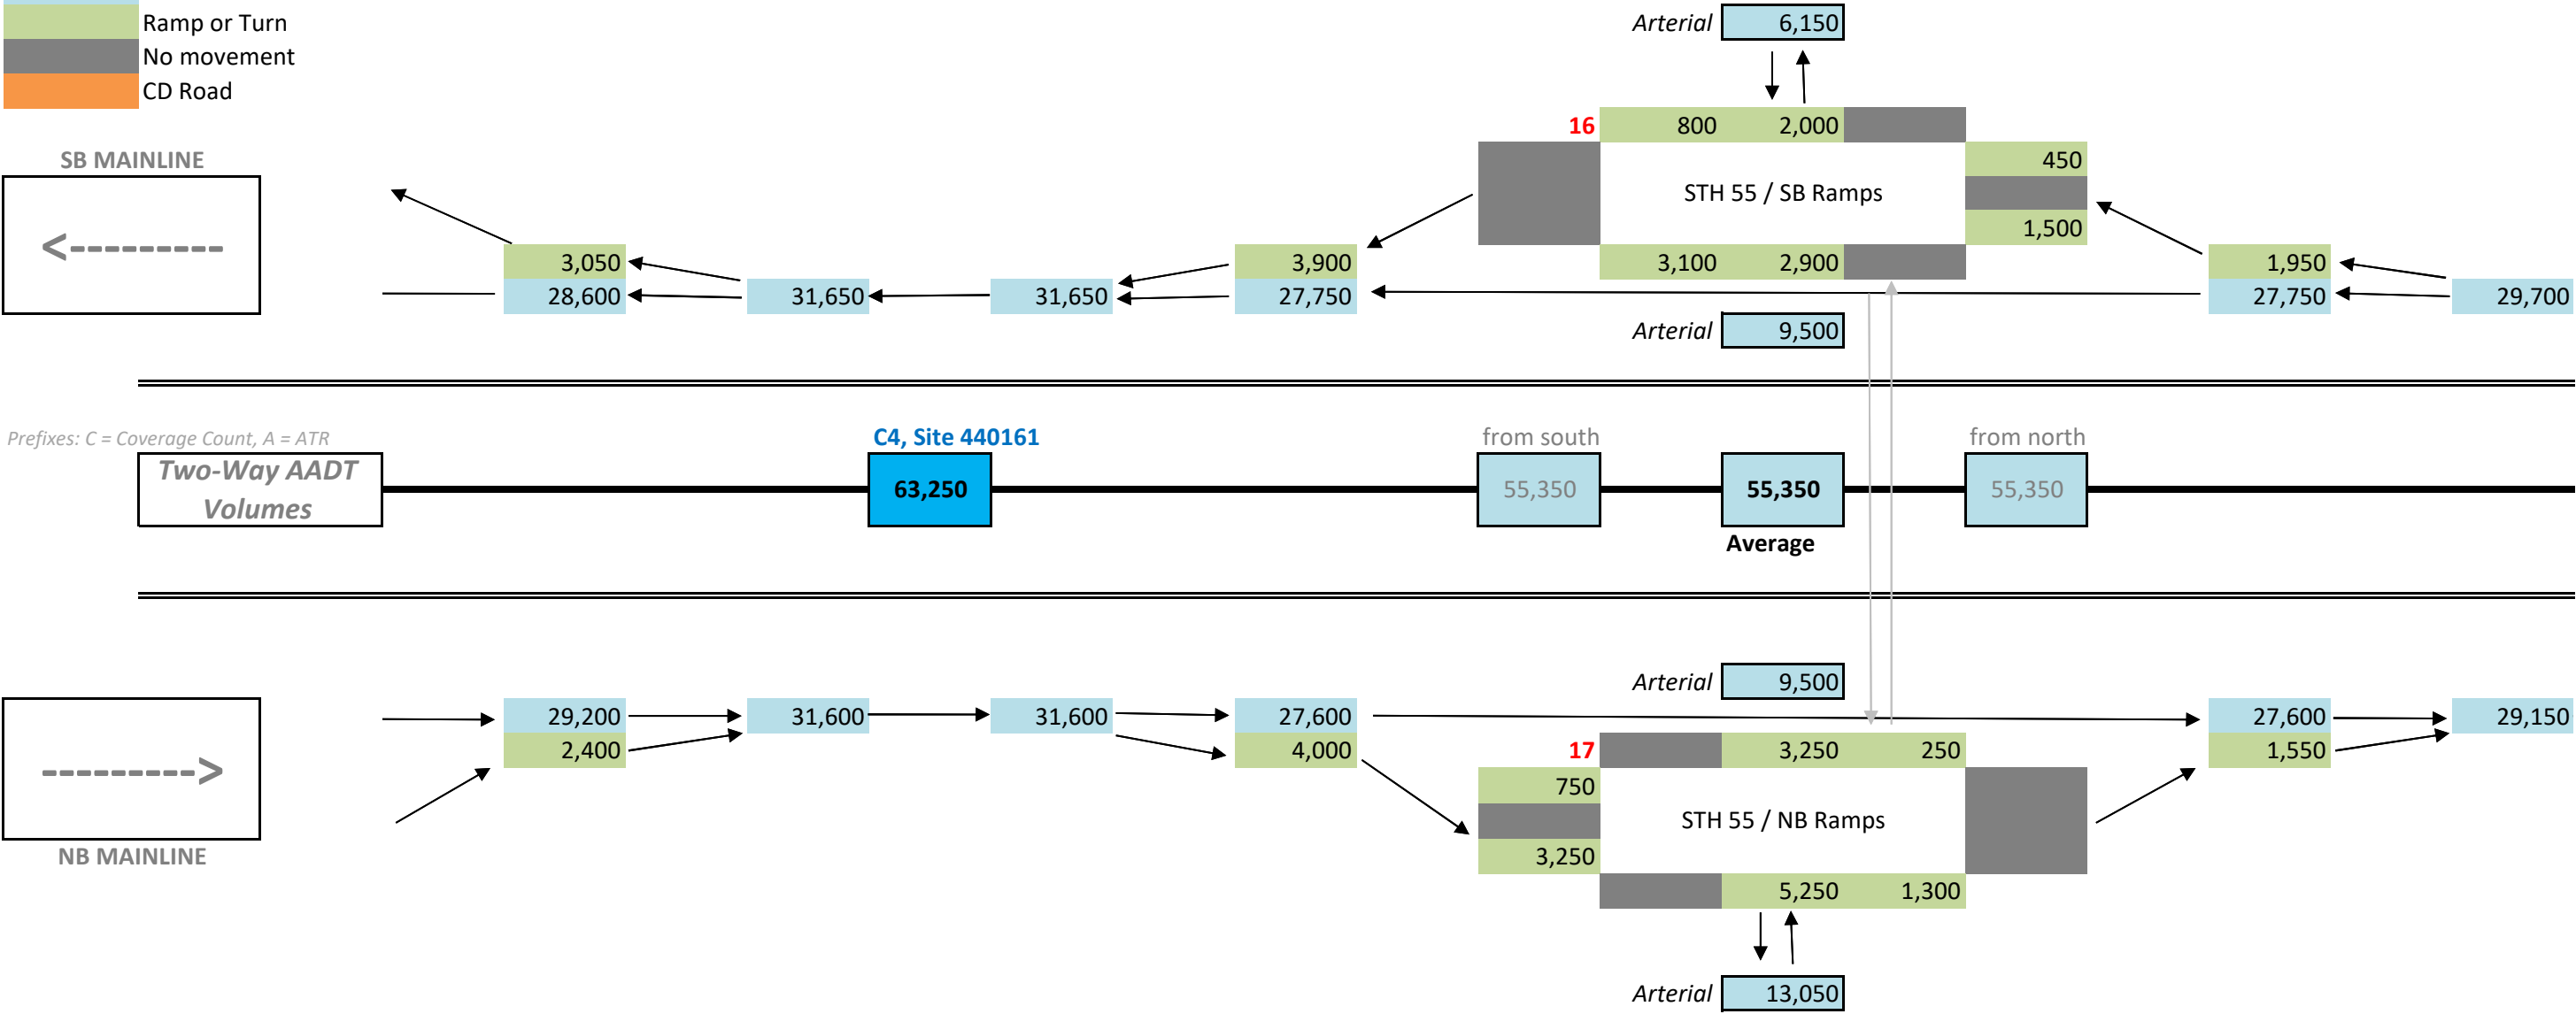 Ramp or Turn
No movement
CD Road
Arterial 6,150
16 800 2,000
SB MAINLINE
450
STH 55 / SB Ramps
<---------
1,500
3,050 3,900 3,100 2,900 1,950
28,600 31,650 31,650 27,750 27,750 29,700
Arterial 9,500
Prefixes: C = Coverage Count, A = ATR
C4, Site 440161 from south from north
Two-Way AADT
Volumes
63,250 55,350 55,350 55,350
Average
Arterial 9,500
29,200 31,600 31,600 27,600 27,600 29,150
2,400 4,000 17 3,250 250 1,550
--------->
750
STH 55 / NB Ramps
NB MAINLINE
3,250
5,250 1,300
Arterial 13,050